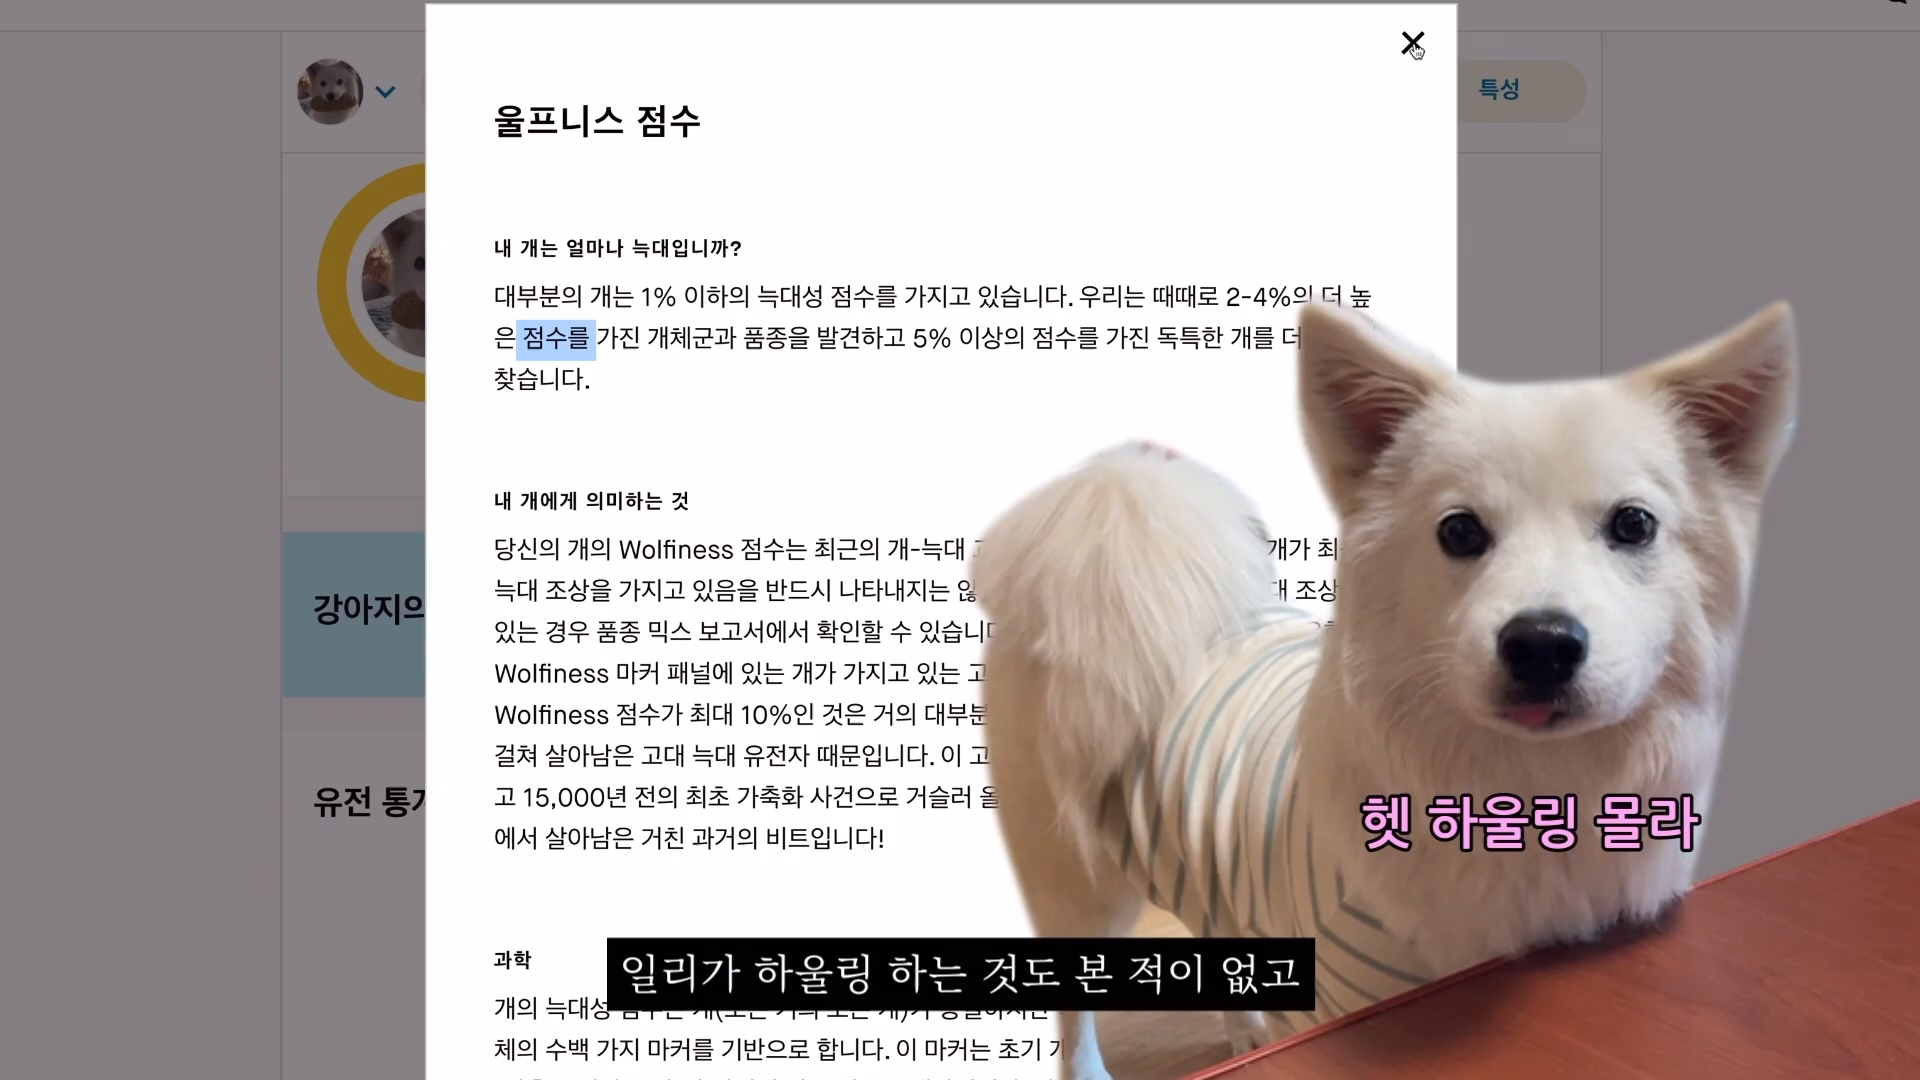 특성
울프니스 점수
내 개는 얼마나 늑대입니까?
대부분의 개는 1% 이하의 늑대성 점수를 가지고 있습니다. 우리는 때때로 2-4%의 더 높
은 점수를 가진 개체군과 품종을 발견하고 5% 이상의 점수를 가진 독특한 개를 더
찾습니다.
내 개에게 의미하는 것
당신의 개의 Wolfiness 점수는 최근의 개-늑대 개가
늑대 조상을 가지고 있음을 반드시 나타내지는 조상
있는 경우 품종 믹스 보고서에서 확인할 수
Wolfiness 마커 패널에 있는 개가 가지고 있는
Wolfiness 점수가 최대 10%인 것은 거의 대부분
걸쳐 살아남은 고대 늑대 유전자 때문입니다. 이
고 15,000년 전의 최초 가축화 사건으로 거슬러
에서 살아남은 거친 과거의 비트입니다!
강아지의
유전
헷 하울링 몰라
과학
일리가 하울링 하는 것도 본 적이 없고
개의 늑대성
체의 수백 가지 마커를 기반으로 합니다. 이 마커는 초기